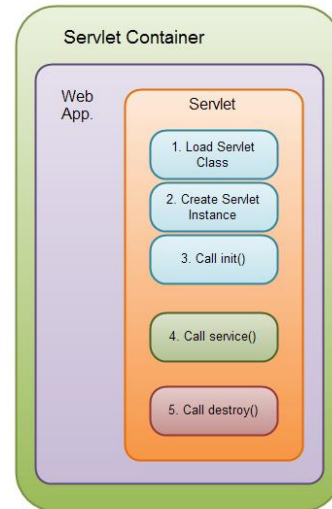 Servlet Container
Web
App.
Servlet
1. Load Servlet
Class
2. Create Servlet
Instance
3. Call init()
4. Call service()
5. Call destroy()